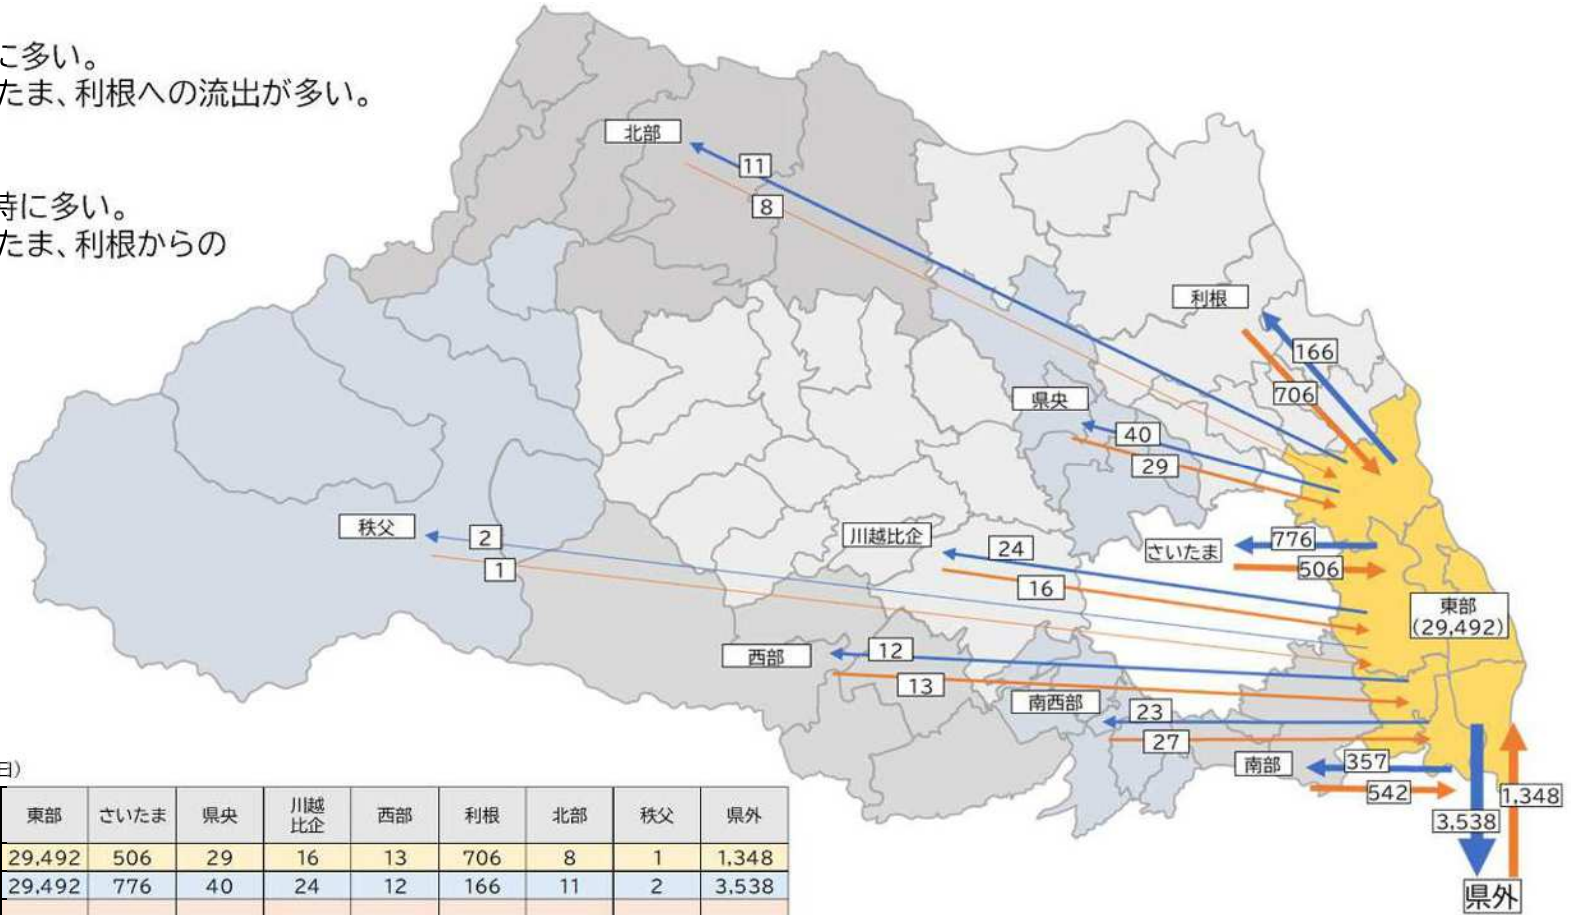 に多い。
たま、利根への流出が多い。
特に多い。
たま、利根からの
北部
11
8
利根
166
706
県央
40
29
秩父
2
1
川越比企
24
16
さいたま
776
506
東部
(29,492)
西部
12
13
南西部
23
27
南部
357
542
1,348
3,538
県外
日)
東部 さいたま 県央 川越比企 西部 利根 北部 秩父 県外
29,492 506 29 16 13 706 8 1 1,348
29,492 776 40 24 12 166 11 2 3,538